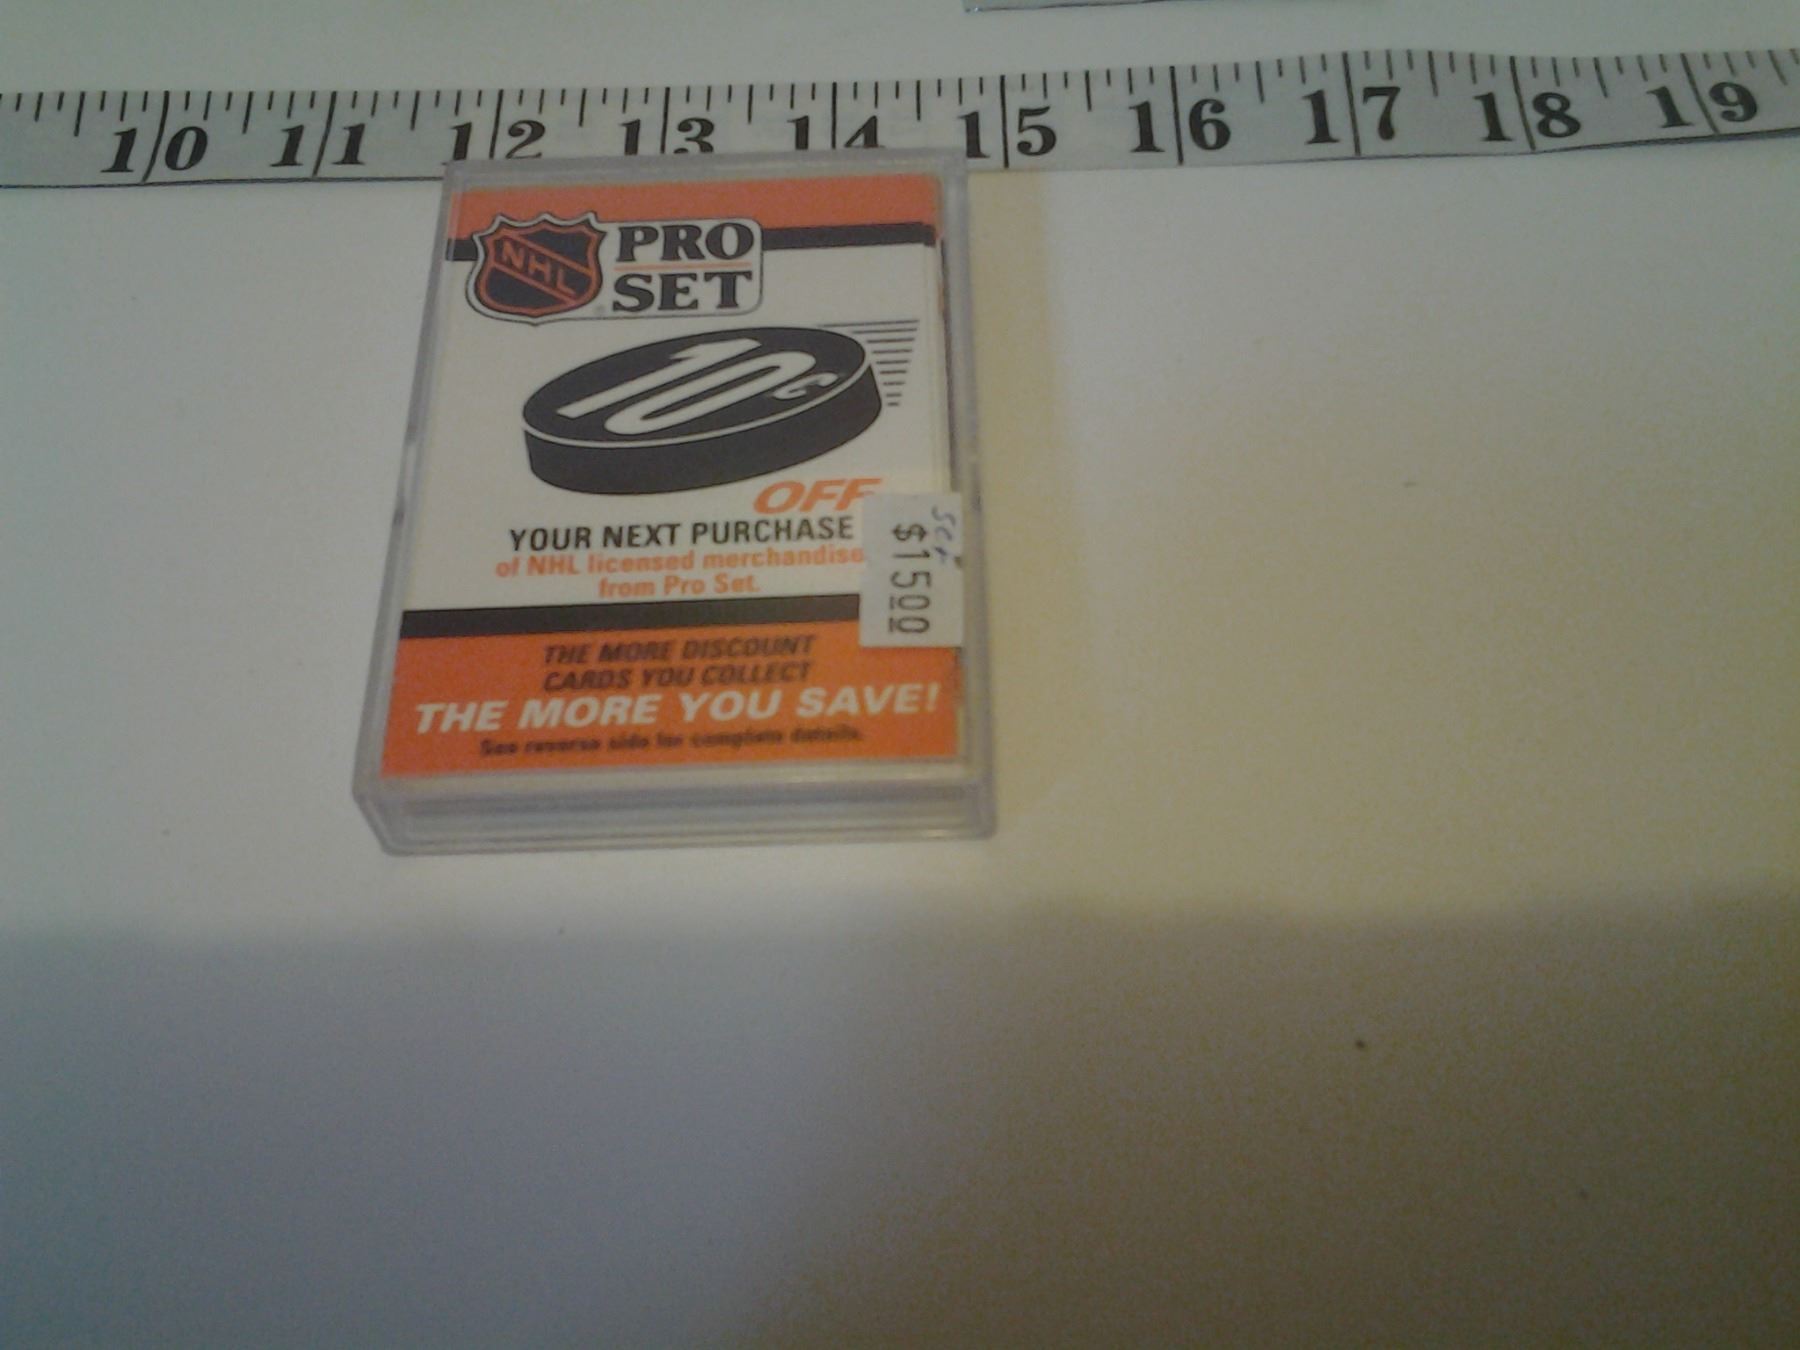 10 11 12 13 14 15 16 17 18 19
NHL
PRO
SET
10¢
OFF
YOUR NEXT PURCHASE
of NHL licensed merchandise
from Pro Set.
Set
$1500
THE MORE DISCOUNT
CARDS YOU COLLECT
THE MORE YOU SAVE!
See reverse side for complete details.